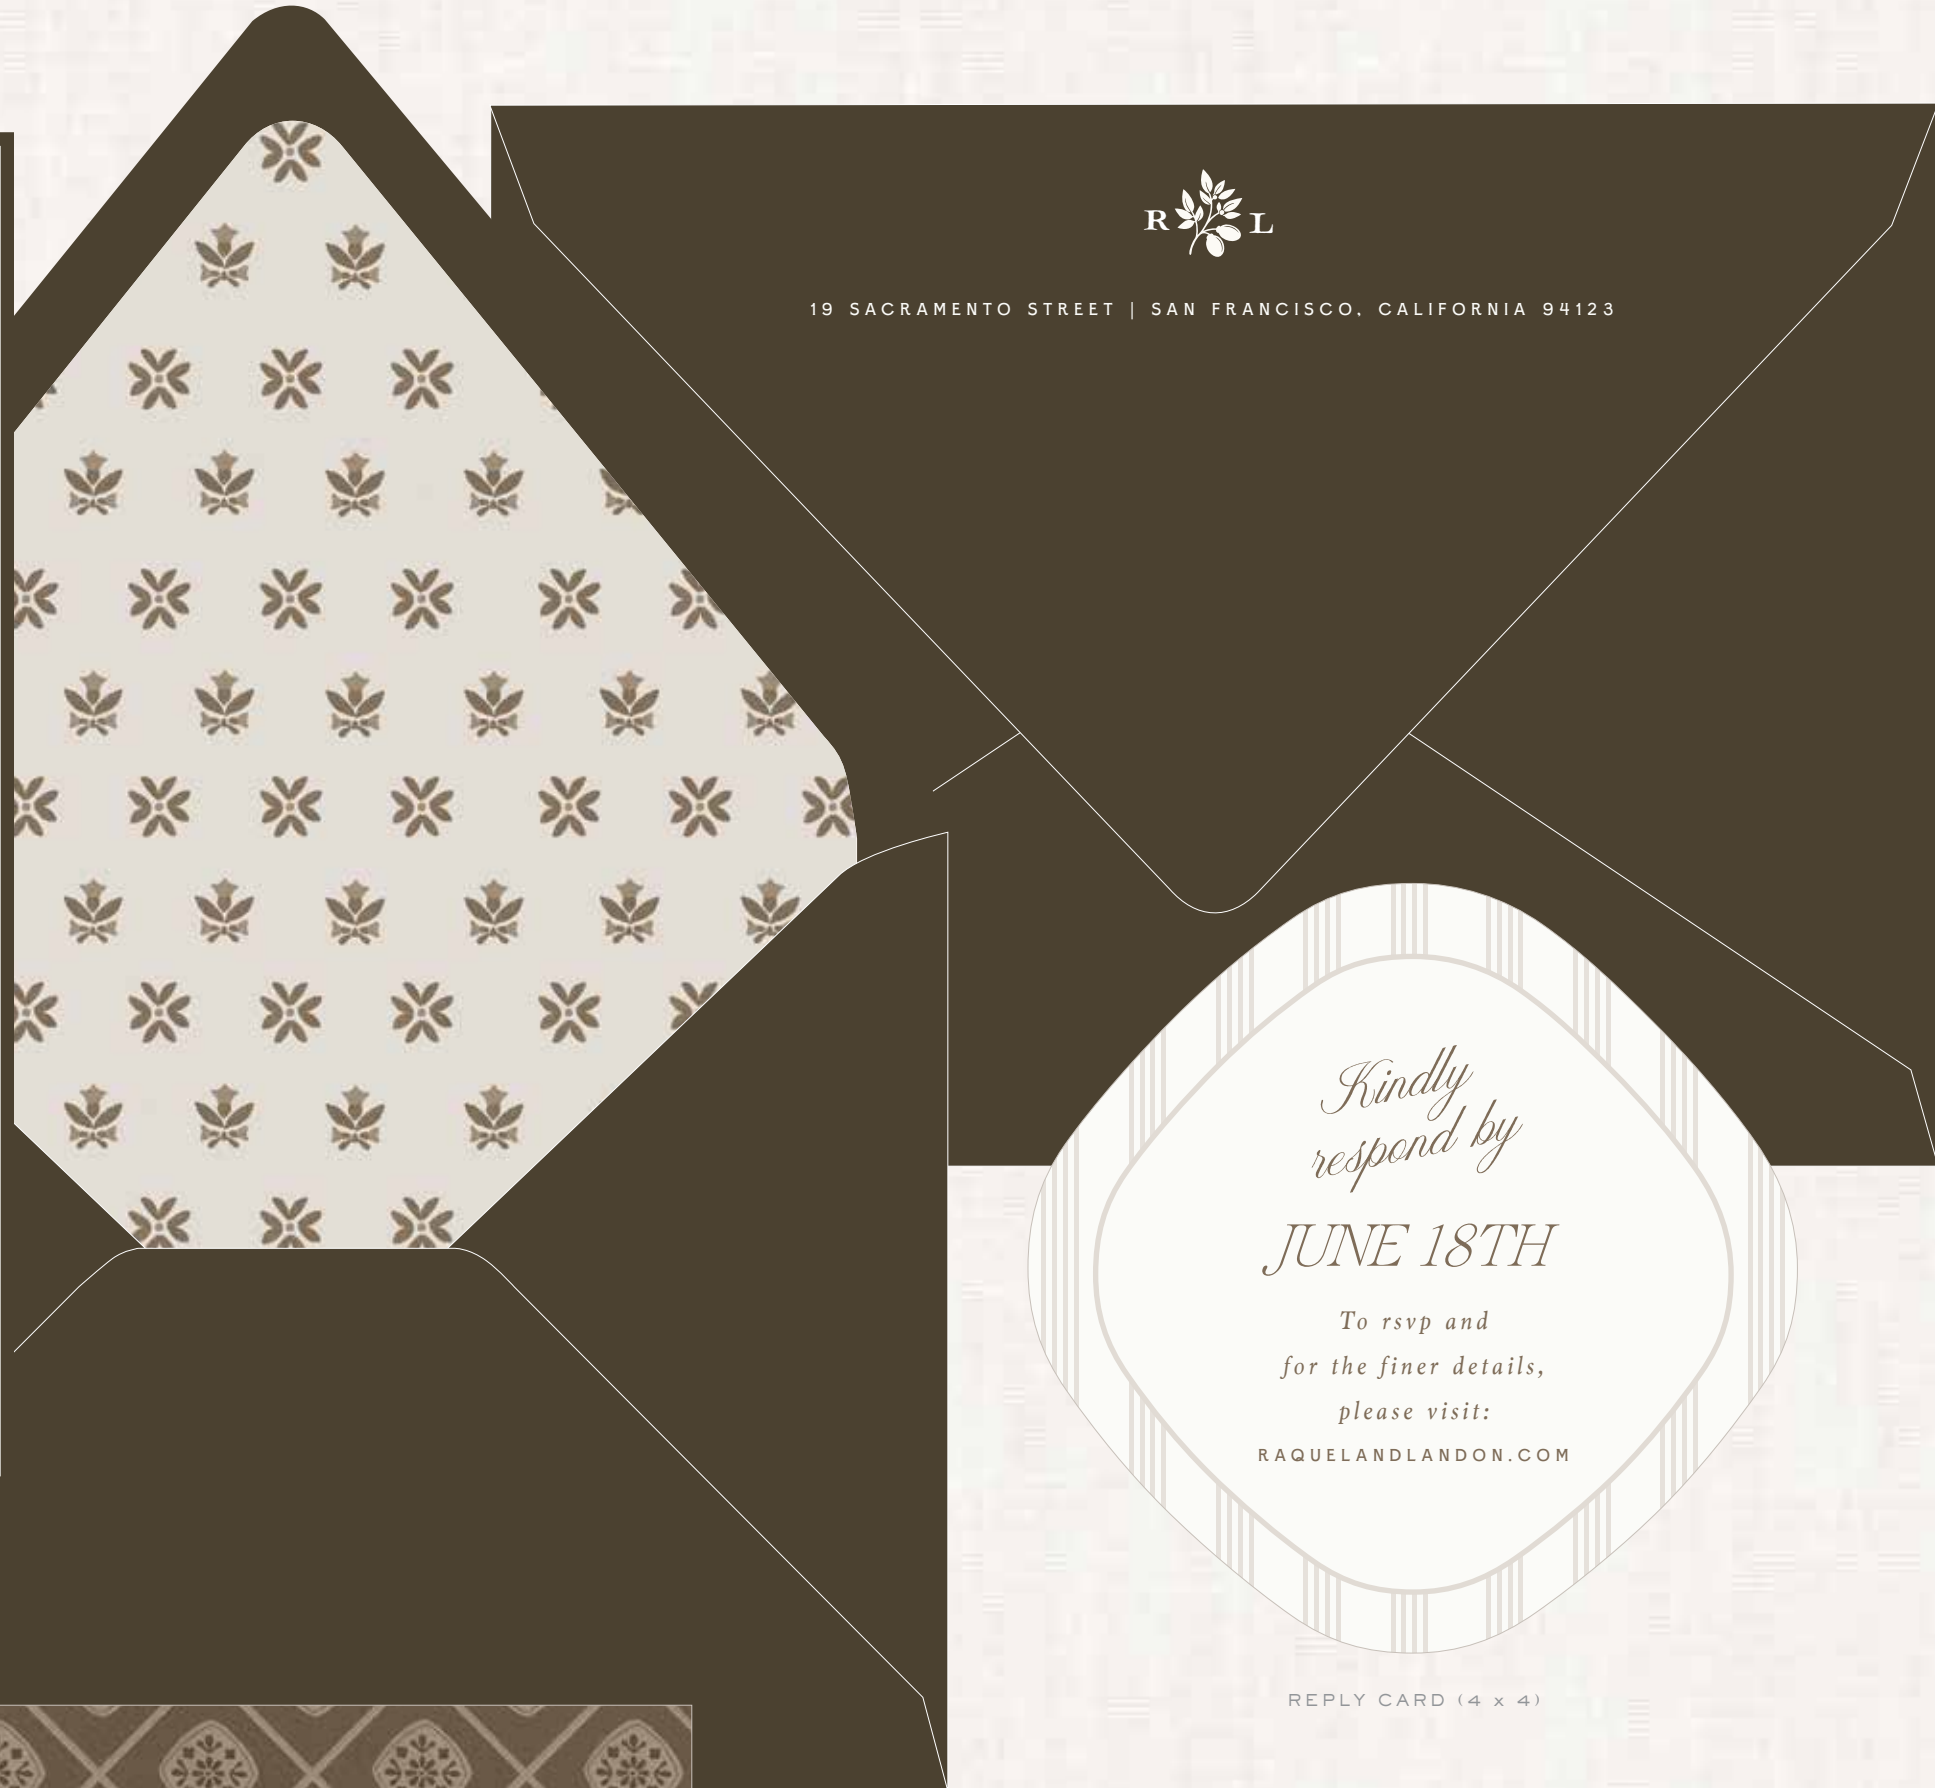 R L
19 SACRAMENTO STREET | SAN FRANCISCO, CALIFORNIA 94123
Kindly
respond by
JUNE 18TH
To rsvp and
for the finer details,
please visit:
RAQUELANDLANDON.COM
REPLY CARD (4 x 4)